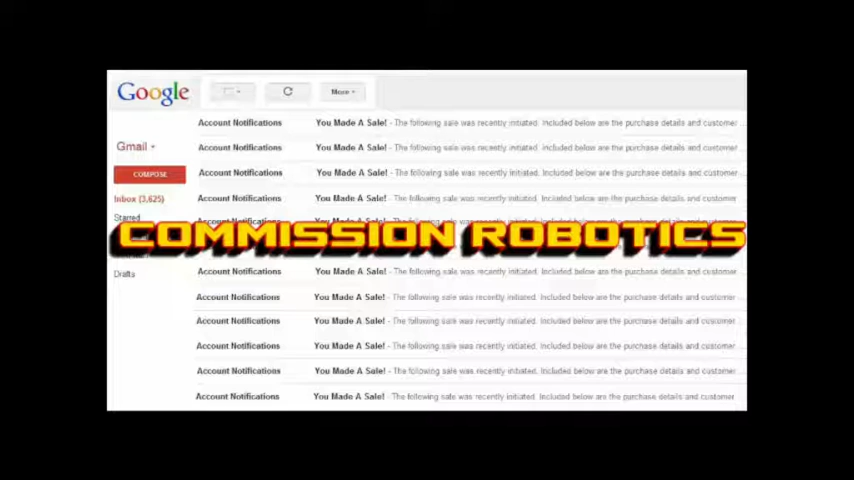 Google
More
Account Notifications You Made A Sale! - The following sale was recently initiated. Included below are the purchase details and customer ...
Gmail
Account Notifications You Made A Sale! - The following sale was recently initiated. Included below are the purchase details and customer ...
COMPOSE
Account Notifications You Made A Sale! - The following sale was recently initiated. Included below are the purchase details and customer ...
Inbox (3,625)
Account Notifications You Made A Sale! - The following sale was recently initiated. Included below are the purchase details and customer ...
Starred
COMMISSION ROBOTICS
Drafts
Account Notifications You Made A Sale! - The following sale was recently initiated. Included below are the purchase details and customer ...
Account Notifications You Made A Sale! - The following sale was recently initiated. Included below are the purchase details and customer ...
Account Notifications You Made A Sale! - The following sale was recently initiated. Included below are the purchase details and customer ...
Account Notifications You Made A Sale! - The following sale was recently initiated. Included below are the purchase details and customer ...
Account Notifications You Made A Sale! - The following sale was recently initiated. Included below are the purchase details and customer ...
Account Notifications You Made A Sale! - The following sale was recently initiated. Included below are the purchase details and customer ...